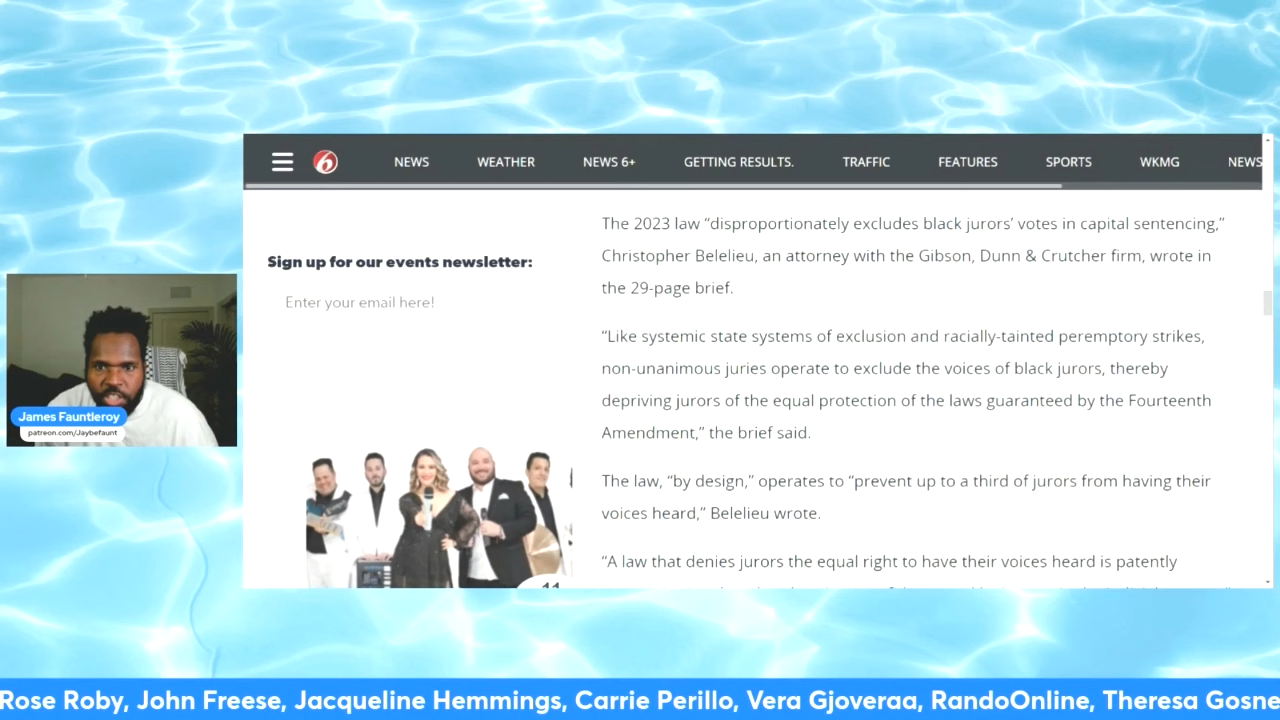 6
NEWS
WEATHER
NEWS 6+
GETTING RESULTS.
TRAFFIC
FEATURES
SPORTS
WKMG
NEWS
Sign up for our events newsletter:
Enter your email here!
The 2023 law “disproportionately excludes black jurors’ votes in capital sentencing,”
Christopher Belelieu, an attorney with the Gibson, Dunn & Crutcher firm, wrote in
the 29-page brief.
“Like systemic state systems of exclusion and racially-tainted peremptory strikes,
non-unanimous juries operate to exclude the voices of black jurors, thereby
depriving jurors of the equal protection of the laws guaranteed by the Fourteenth
Amendment,” the brief said.
The law, “by design,” operates to “prevent up to a third of jurors from having their
voices heard,” Belelieu wrote.
“A law that denies jurors the equal right to have their voices heard is patently
James Fauntleroy
patreon.com/Jaybefaunt
11
Rose Roby, John Freese, Jacqueline Hemmings, Carrie Perillo, Vera Gjoveraa, RandoOnline, Theresa Gosne